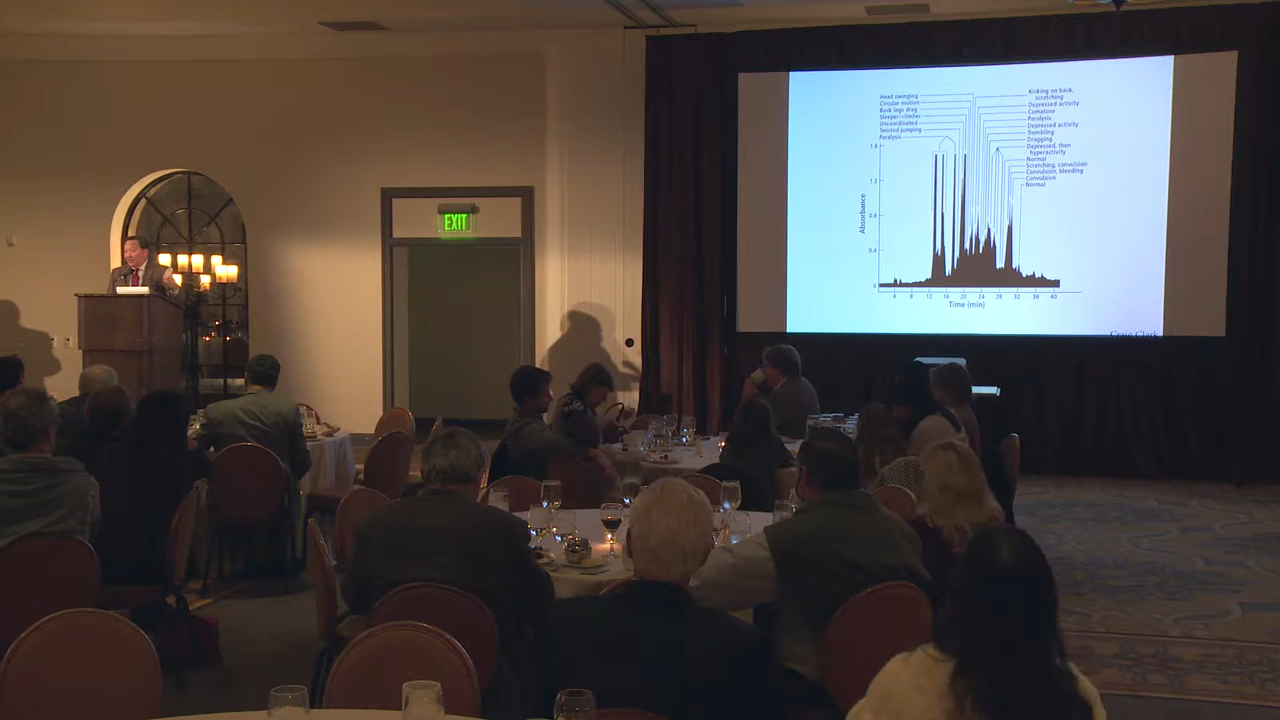 EXIT
Head swinging
Circular motion
Back legs drag
Sleeper/climber
Uncoordinated
Twisted jumping
Paralysis
Kicking on back,
scratching
Depressed activity
Comatose
Paralysis
Depressed activity
Trembling
Dragging
Depressed, then
hyperactivity
Normal
Scratching, convulsion
Convulsion, bleeding
Convulsion
Normal
Absorbance
1.6
1.2
0.8
0.4
0
4 8 12 16 20 24 28 32 36 40
Time (min)
Craig Clark